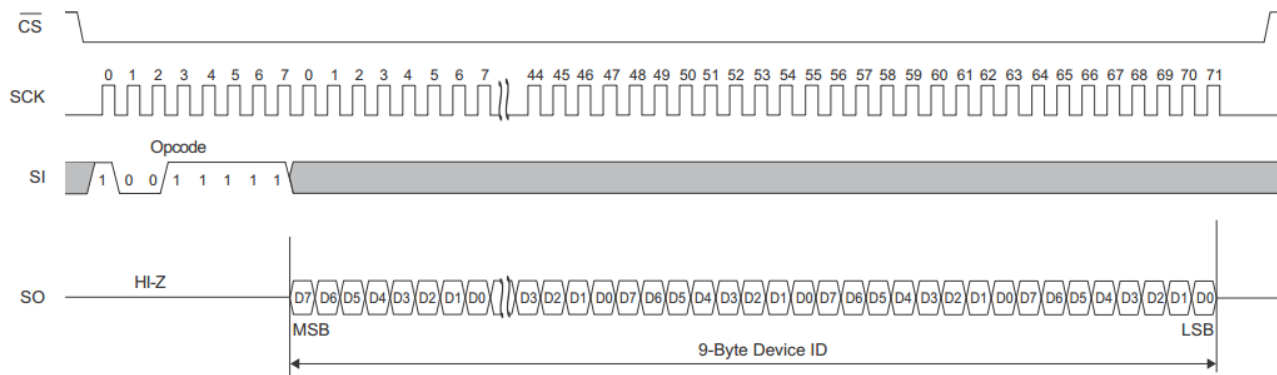 CS
0 1 2 3 4 5 6 7 0 1 2 3 4 5 6 7 44 45 46 47 48 49 50 51 52 53 54 55 56 57 58 59 60 61 62 63 64 65 66 67 68 69 70 71
SCK
Opcode
SI 1 0 0 1 1 1 1 1
HI-Z
SO D7 D6 D5 D4 D3 D2 D1 D0 D3 D2 D1 D0 D7 D6 D5 D4 D3 D2 D1 D0 D7 D6 D5 D4 D3 D2 D1 D0 D7 D6 D5 D4 D3 D2 D1 D0
MSB LSB
9-Byte Device ID